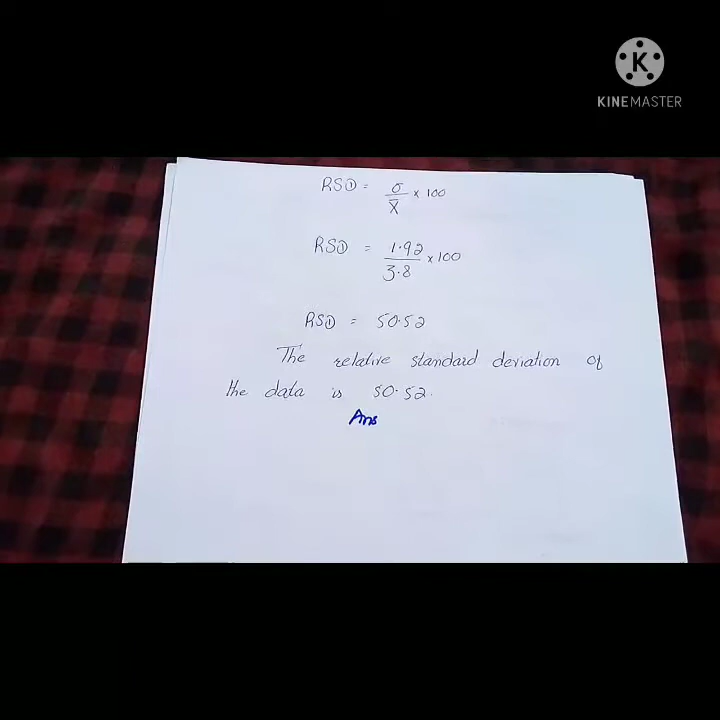 K
KINEMASTER
RSD = σ/x̄ × 100
RSD = 1.92/3.8 × 100
RSD = 50.52
The relative standard deviation of
the data is 50.52.
Ans